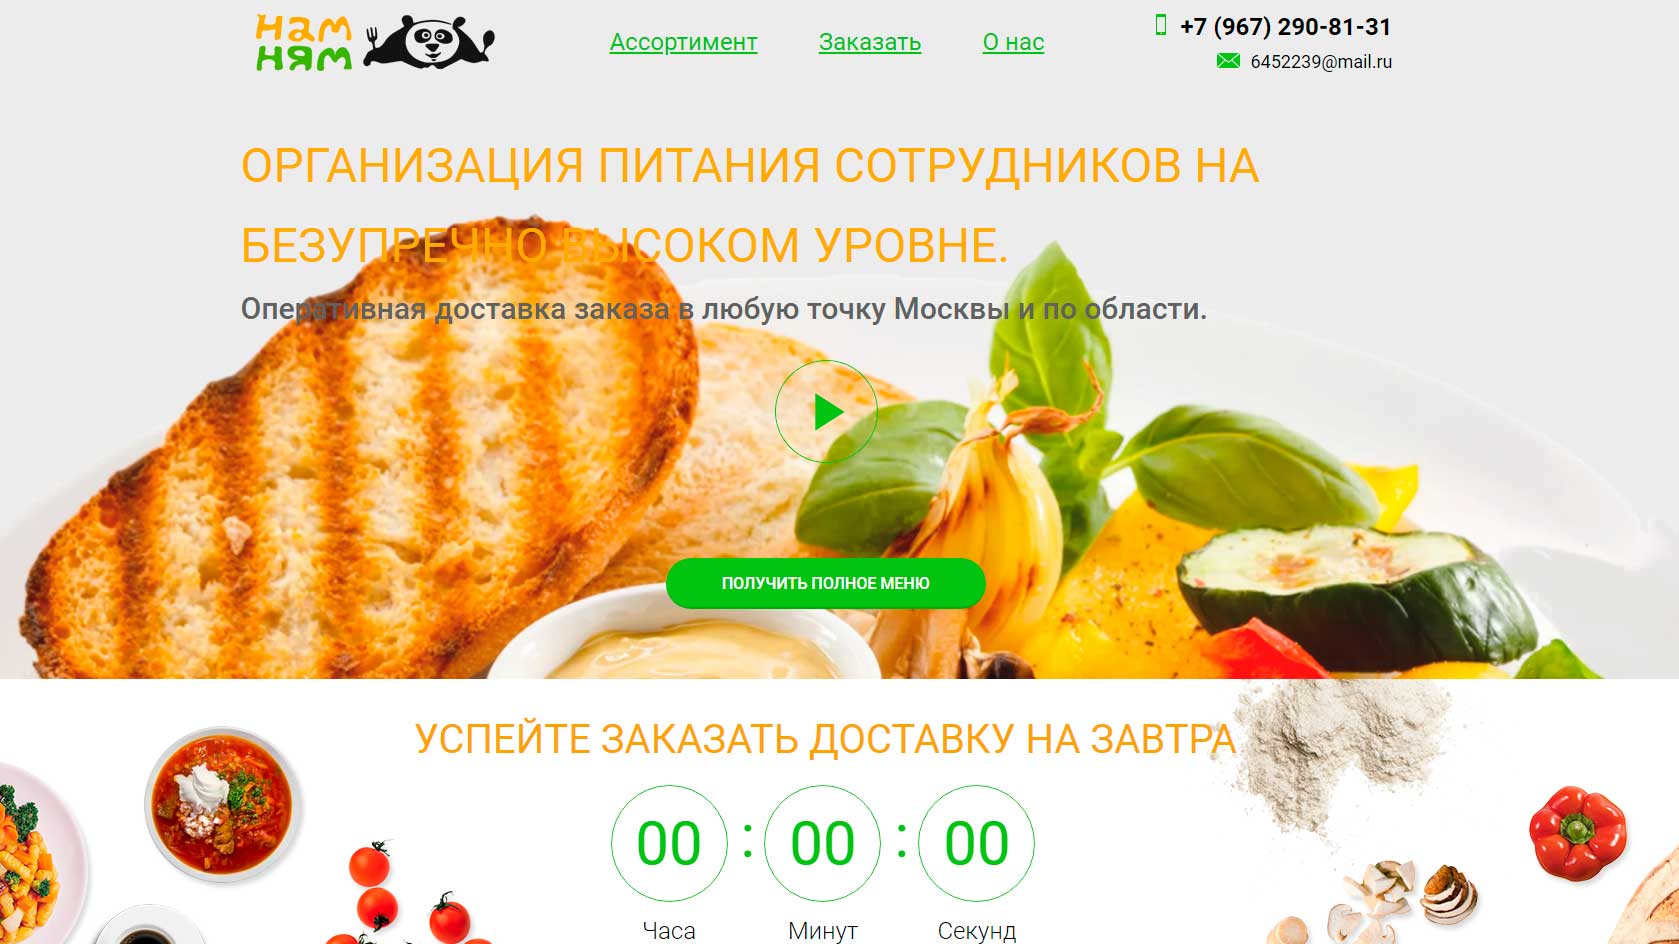 нам
ням
Ассортимент
Заказать
О нас
+7 (967) 290-81-31
6452239@mail.ru
ОРГАНИЗАЦИЯ ПИТАНИЯ СОТРУДНИКОВ НА
БЕЗУПРЕЧНО ВЫСОКОМ УРОВНЕ.
Оперативная доставка заказа в любую точку Москвы и по области.
ПОЛУЧИТЬ ПОЛНОЕ МЕНЮ
УСПЕЙТЕ ЗАКАЗАТЬ ДОСТАВКУ НА ЗАВТРА
00 : 00 : 00
Часа Минут Секунд